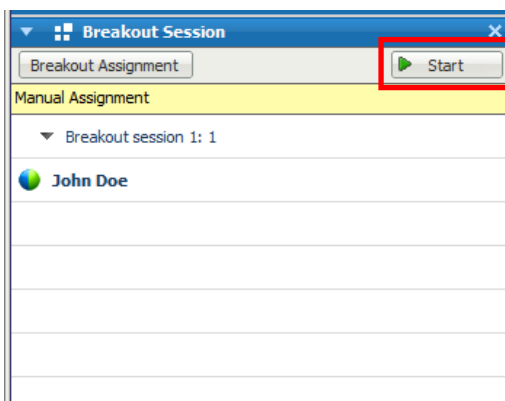 Breakout Session
Breakout Assignment Start
Manual Assignment
Breakout session 1: 1
John Doe